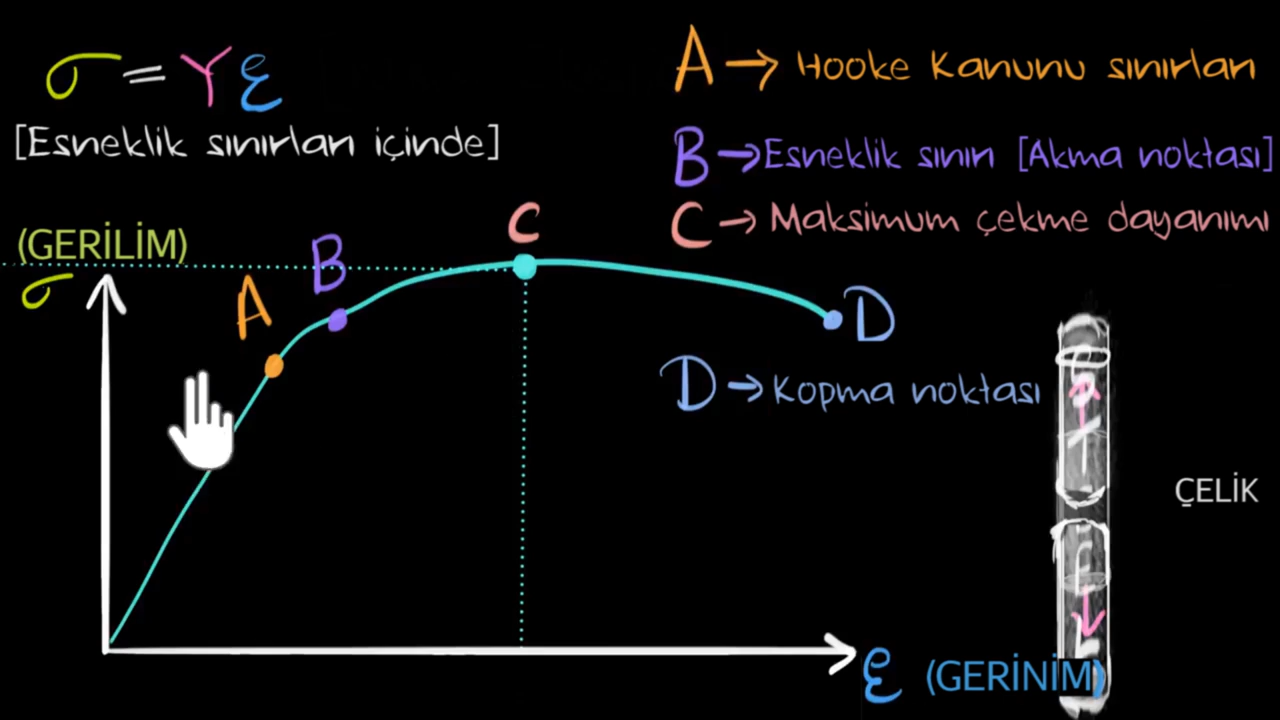 σ = Y ε
[Esneklik sınırları içinde]
A → Hooke Kanunu sınırları
B → Esneklik sınırı [Akma noktası]
C → Maksimum çekme dayanımı
(GERİLİM)
σ
A
B
C
D
D → Kopma noktası
ÇELİK
ε (GERİNİM)